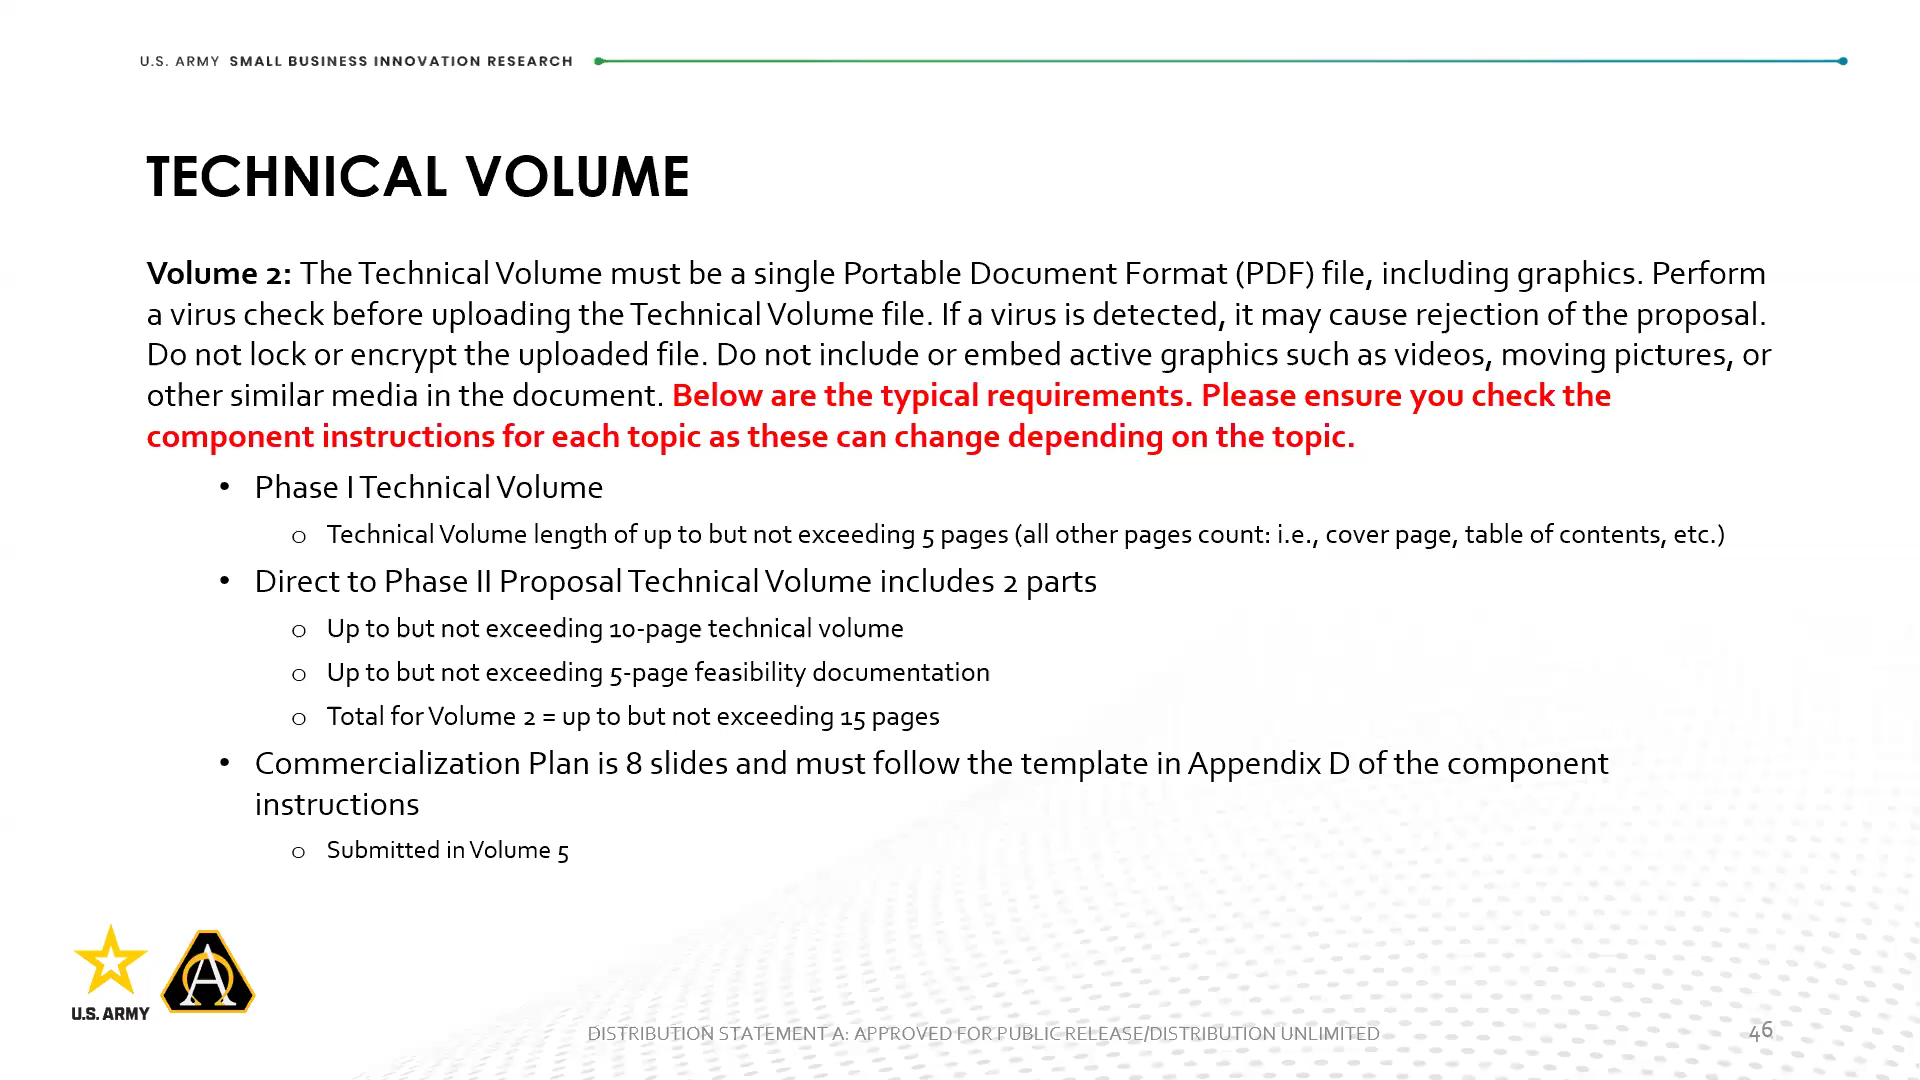 U.S. ARMY SMALL BUSINESS INNOVATION RESEARCH
TECHNICAL VOLUME
Volume 2: The Technical Volume must be a single Portable Document Format (PDF) file, including graphics. Perform
a virus check before uploading the Technical Volume file. If a virus is detected, it may cause rejection of the proposal.
Do not lock or encrypt the uploaded file. Do not include or embed active graphics such as videos, moving pictures, or
other similar media in the document. Below are the typical requirements. Please ensure you check the
component instructions for each topic as these can change depending on the topic.
• Phase I Technical Volume
o Technical Volume length of up to but not exceeding 5 pages (all other pages count: i.e., cover page, table of contents, etc.)
• Direct to Phase II Proposal Technical Volume includes 2 parts
o Up to but not exceeding 10-page technical volume
o Up to but not exceeding 5-page feasibility documentation
o Total for Volume 2 = up to but not exceeding 15 pages
• Commercialization Plan is 8 slides and must follow the template in Appendix D of the component
instructions
o Submitted in Volume 5
A
U.S. ARMY
DISTRIBUTION STATEMENT A: APPROVED FOR PUBLIC RELEASE/DISTRIBUTION UNLIMITED
46